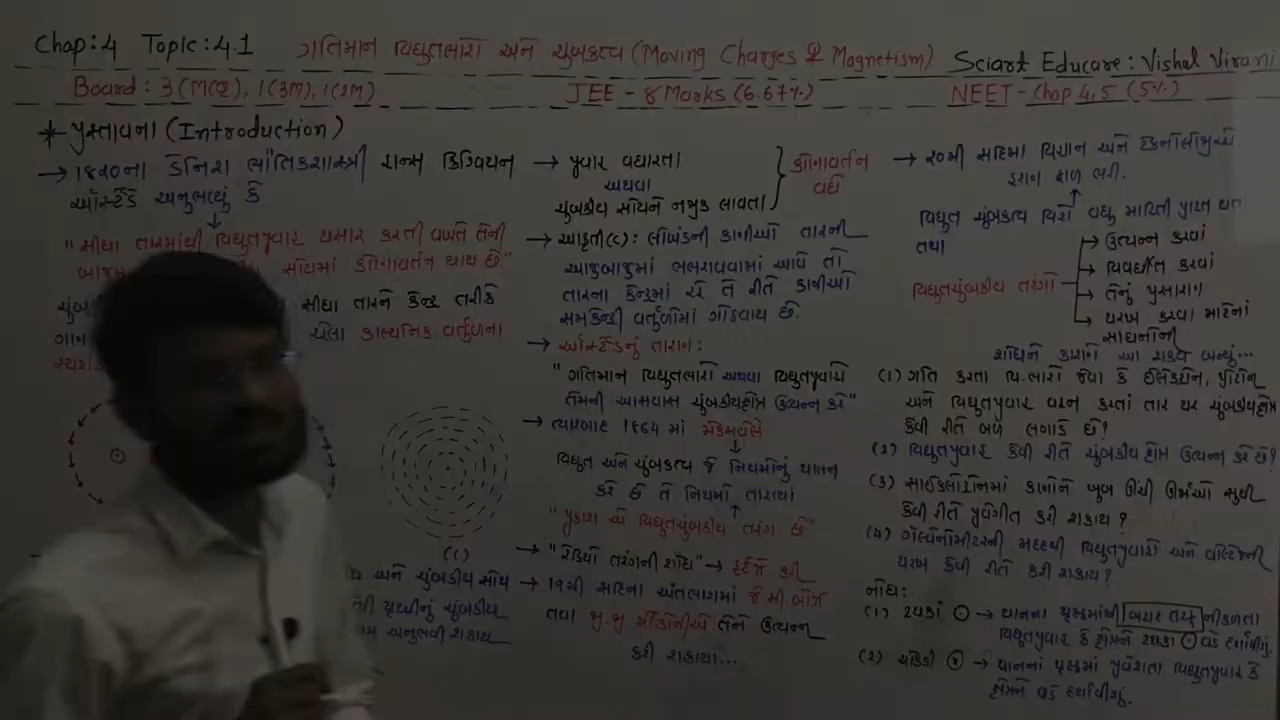 Chap:4 Topic:4.1 ગતિમાન વિદ્યુતભારો અને ચુંબકત્વ (Moving Charges & Magnetism) Sciart Educare: Vishal Virani
Board: 3(MCQ), 1(3M), 1(2M) JEE - 8 Marks (6.67%) NEET - Chap 4,5 (5%)
* પ્રસ્તાવના (Introduction)
→ 1820ના ડેનિશ ભૌતિકશાસ્ત્રી હાન્સ ક્રિશ્ચિયન
ઑર્સ્ટેડે અનુભવ્યું કે
↓
"સીધા તારમાંથી વિદ્યુતપ્રવાહ પસાર કરતી વખતે તેની
બાજુમાં સોયમાં કોણાવર્તન થાય છે."
સીધા તારને કેન્દ્ર તરીકે
કાલ્પનિક વર્તુળના
(c)
અને ચુંબકીય સોય
પૃથ્વીનું ચુંબકીય
અનુભવી શકાય
→ પ્રવાહ વધારતા
અથવા
ચુંબકીય સોયને નજીક લાવતા
કોણાવર્તન
વધે
→ આકૃતિ(c): લોખંડની કણીઓ તારની
આજુબાજુમાં ભભરાવવામાં આવે તો
તારના કેન્દ્રમાં રહે તે રીતે કણીઓ
સમકેન્દ્રી વર્તુળોમાં ગોઠવાય છે.
→ ઑર્સ્ટેડનું તારણ:
"ગતિમાન વિદ્યુતભારો અથવા વિદ્યુતપ્રવાહો
તેમની આસપાસ ચુંબકીયક્ષેત્ર ઉત્પન્ન કરે"
→ ત્યારબાદ 1864 માં મેક્સવેલે
↓
વિદ્યુત અને ચુંબકત્વ જે નિયમોનું પાલન
કરે છે તે નિયમો તારવ્યાં
↑
"પ્રકાશ એ વિદ્યુતચુંબકીય તરંગ છે"
→ "રેડિયો તરંગની શોધ" → હર્ટ્ઝે કરી
→ 19મી સદીના અંતભાગમાં જે.સી.બોઝ
તથા જી.જી માર્કોનીએ તેને ઉત્પન્ન
કરી શકાયા...
→ 20મી સદીમાં વિજ્ઞાન અને ટેકનોલોજીએ
હરણ ફાળ ભરી.
↑
વિદ્યુત ચુંબકત્વ વિશે વધુ માહિતી પ્રાપ્ત થતા
તથા
વિદ્યુતચુંબકીય તરંગો
→ ઉત્પન્ન કરવાં
→ વિવર્ધીત કરવાં
→ તેનું પ્રસારણ
→ પરખ કરવા માટેનાં
સાધનોની
શોધને કારણે આ શક્ય બન્યું...
(1) ગતિ કરતા વિ.ભારો જેવા કે ઈલેક્ટ્રોન, પ્રોટોન
અને વિદ્યુતપ્રવાહ વહન કરતાં તાર પર ચુંબકીયક્ષેત્ર
કેવી રીતે બળ લગાડે છે?
(2) વિદ્યુતપ્રવાહ કેવી રીતે ચુંબકીય ક્ષેત્ર ઉત્પન્ન કરે છે?
(3) સાઈક્લોટ્રોનમાં કણોને ખુબ ઊંચી ઊર્જાઓ સુધી
કેવી રીતે પ્રવેગીત કરી શકાય?
(4) ગેલ્વેનોમીટરની મદદથી વિદ્યુતપ્રવાહો અને વોલ્ટેજની
પરખ કેવી રીતે કરી શકાય?
નોંધ:
(1) ટપકાં ⊙ → પાનના પૃષ્ઠમાંથી બહાર તરફ નીકળતા
વિદ્યુતપ્રવાહ કે ક્ષેત્રને ટપકા ⊙ વડે દર્શાવીશું.
(2) ચોકડી ⊗ → પાનનાં પૃષ્ઠમાં પ્રવેશતા વિદ્યુતપ્રવાહ કે
ક્ષેત્રને વડે દર્શાવીશું.